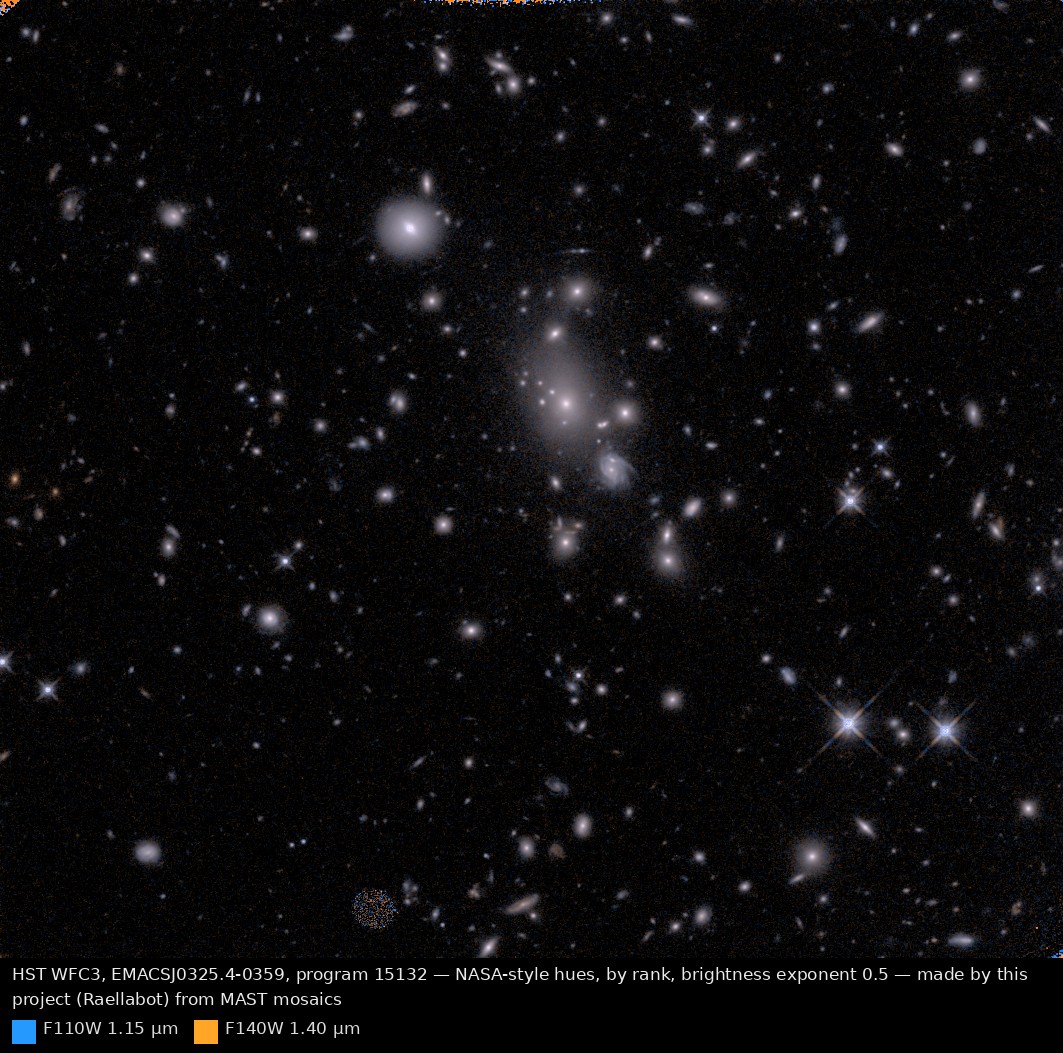 HST WFC3, EMACSJ0325.4-0359, program 15132 — NASA-style hues, by rank, brightness exponent 0.5 — made by this
project (Raellabot) from MAST mosaics
F110W 1.15 μm F140W 1.40 μm